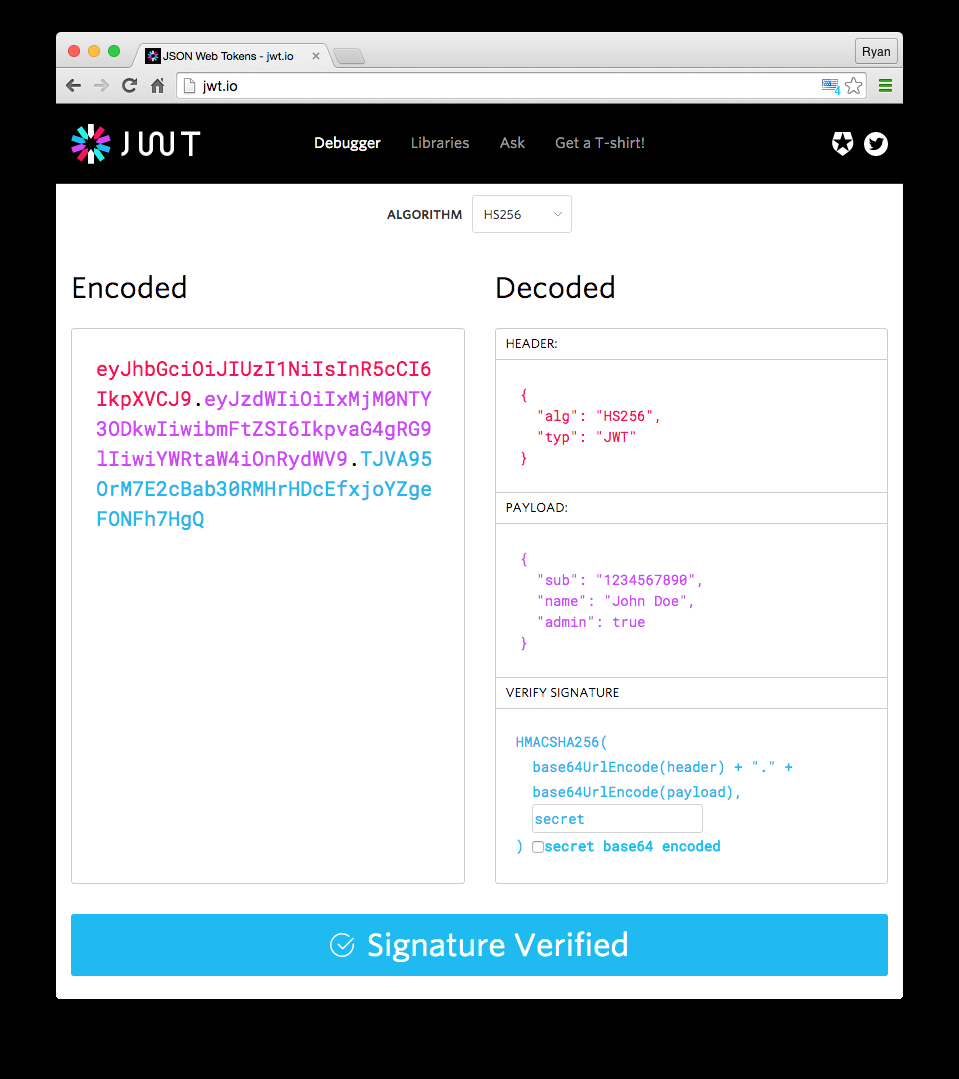 JSON Web Tokens - jwt.io
Ryan
jwt.io
4
JWT
Debugger Libraries Ask Get a T-shirt!
ALGORITHM HS256
Encoded
Decoded
eyJhbGciOiJIUzI1NiIsInR5cCI6
IkpXVCJ9.eyJzdWIiOiIxMjM0NTY
3ODkwIiwibmFtZSI6IkpvaG4gRG9
lIiwiYWRtaW4iOnRydWV9.TJVA95
OrM7E2cBab30RMHrHDcEfxjoYZge
FONFh7HgQ
HEADER:
{
"alg": "HS256",
"typ": "JWT"
}
PAYLOAD:
{
"sub": "1234567890",
"name": "John Doe",
"admin": true
}
VERIFY SIGNATURE
HMACSHA256(
base64UrlEncode(header) + "." +
base64UrlEncode(payload),
secret
) secret base64 encoded
Signature Verified